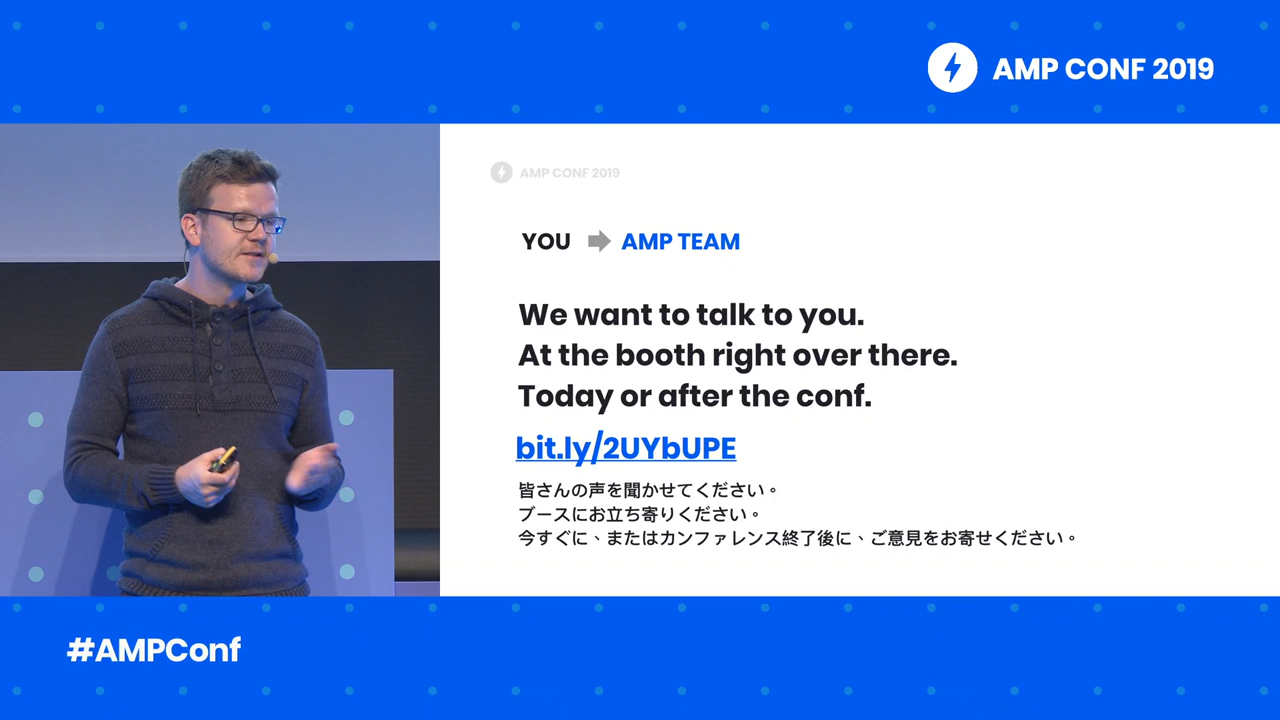 AMP CONF 2019
AMP CONF 2019
YOU AMP TEAM
We want to talk to you.
At the booth right over there.
Today or after the conf.
bit.ly/2UYbUPE
皆さんの声を聞かせてください。
ブースにお立ち寄りください。
今すぐに、またはカンファレンス終了後に、ご意見をお寄せください。
#AMPConf